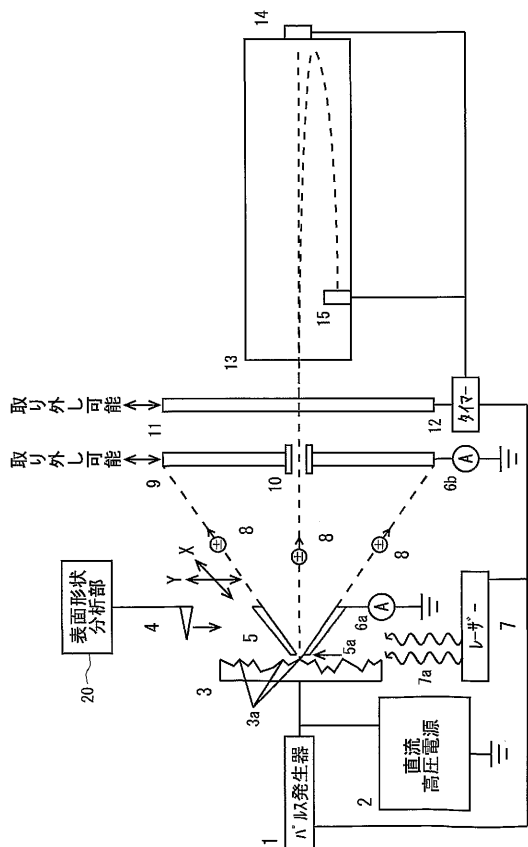 14
表面形状
分析部
20
取り外し可能
9
取り外し可能
11
13
15
4
Y
X
8
8
8
10
12
タイマー
3
3a
5
5a
6a
A
6b
A
7a
レーザー
7
1
パルス発生器
2
直流
高圧電源
±
±
±